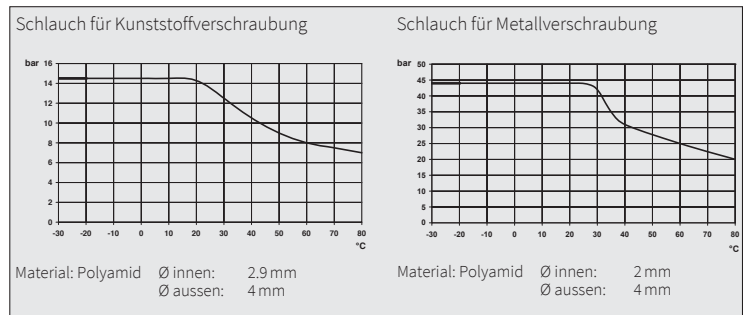 Schlauch für Kunststoffverschraubung
bar 16
14
12
10
8
6
4
2
0
-30 -20 -10 0 10 20 30 40 50 60 70 80
°C
Material: Polyamid Ø innen: 2.9 mm
Ø aussen: 4 mm
Schlauch für Metallverschraubung
bar 50
45
40
35
30
25
20
15
10
5
0
-30 -20 -10 0 10 20 30 40 50 60 70 80
°C
Material: Polyamid Ø innen: 2 mm
Ø aussen: 4 mm